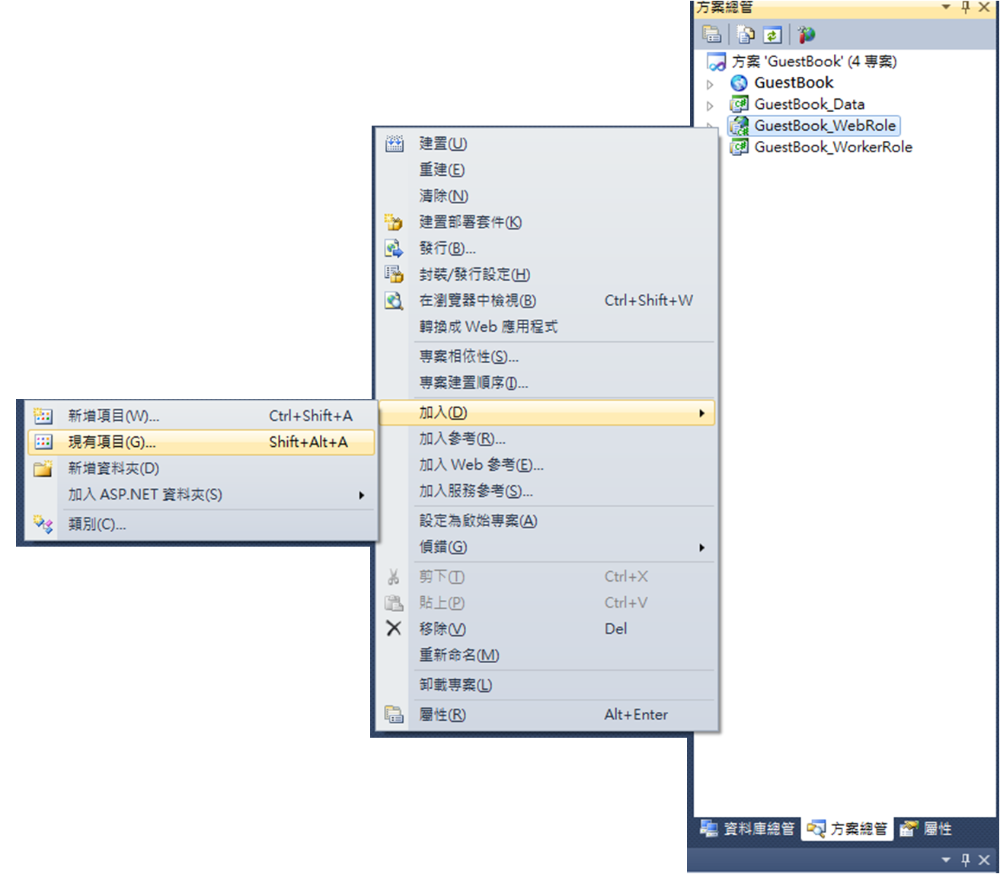 方案總管
方案 'GuestBook' (4 專案)
GuestBook
GuestBook_Data
GuestBook_WebRole
GuestBook_WorkerRole
建置(U)
重建(E)
清除(N)
建置部署套件(K)
發行(B)...
封裝/發行設定(H)
在瀏覽器中檢視(B) Ctrl+Shift+W
轉換成 Web 應用程式
專案相依性(S)...
專案建置順序(I)...
加入(D)
加入參考(R)...
加入 Web 參考(E)...
加入服務參考(S)...
設定為啟始專案(A)
偵錯(G)
剪下(T) Ctrl+X
貼上(P) Ctrl+V
移除(V) Del
重新命名(M)
卸載專案(L)
屬性(R) Alt+Enter
新增項目(W)... Ctrl+Shift+A
現有項目(G)... Shift+Alt+A
新增資料夾(D)
加入 ASP.NET 資料夾(S)
類別(C)...
資料庫總管 方案總管 屬性